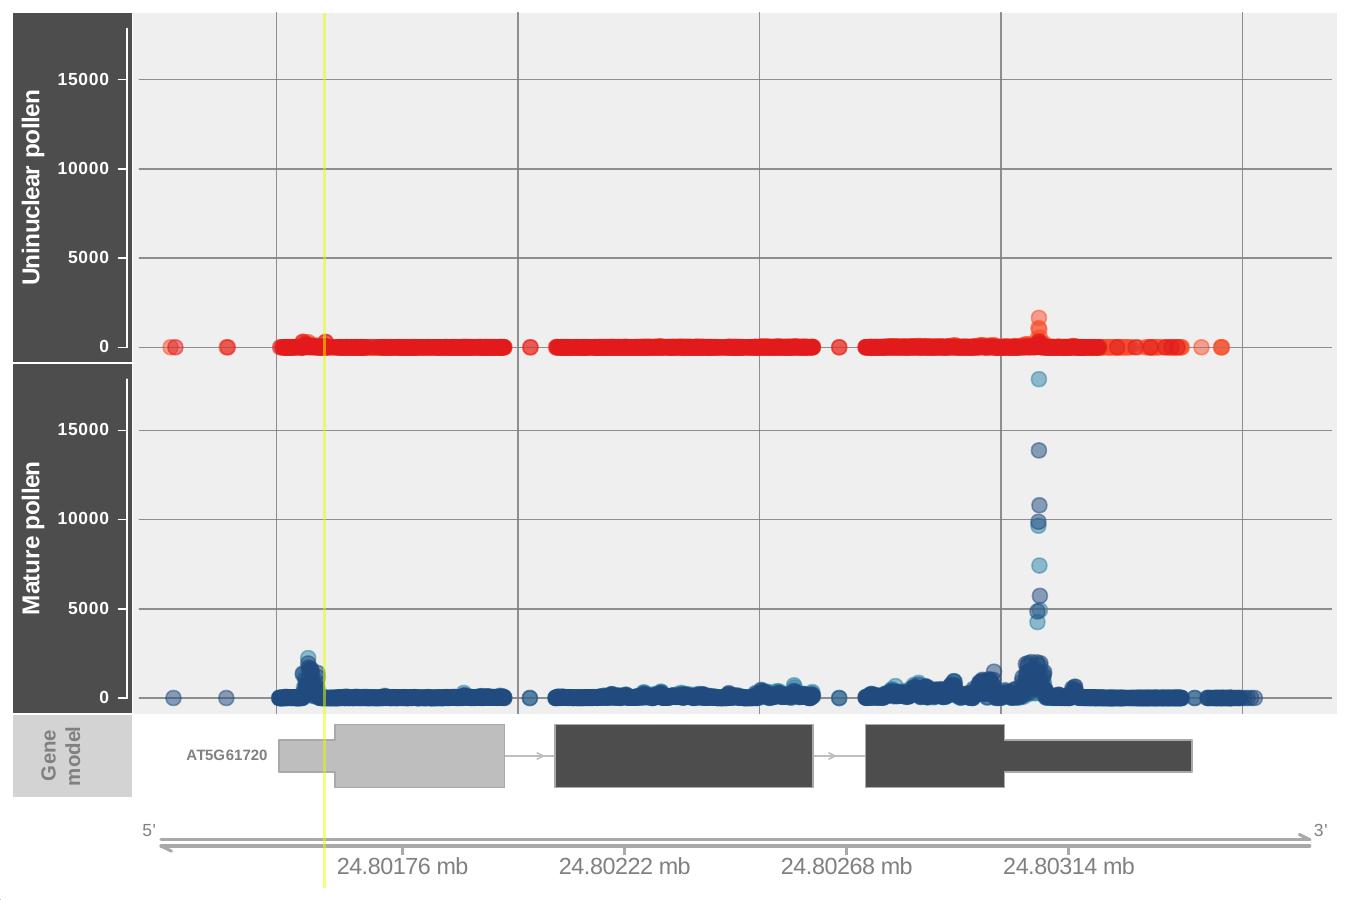 Uninuclear pollen
15000
10000
5000
0
Mature pollen
15000
10000
5000
0
Gene
model
AT5G61720
5'
3'
24.80176 mb
24.80222 mb
24.80268 mb
24.80314 mb